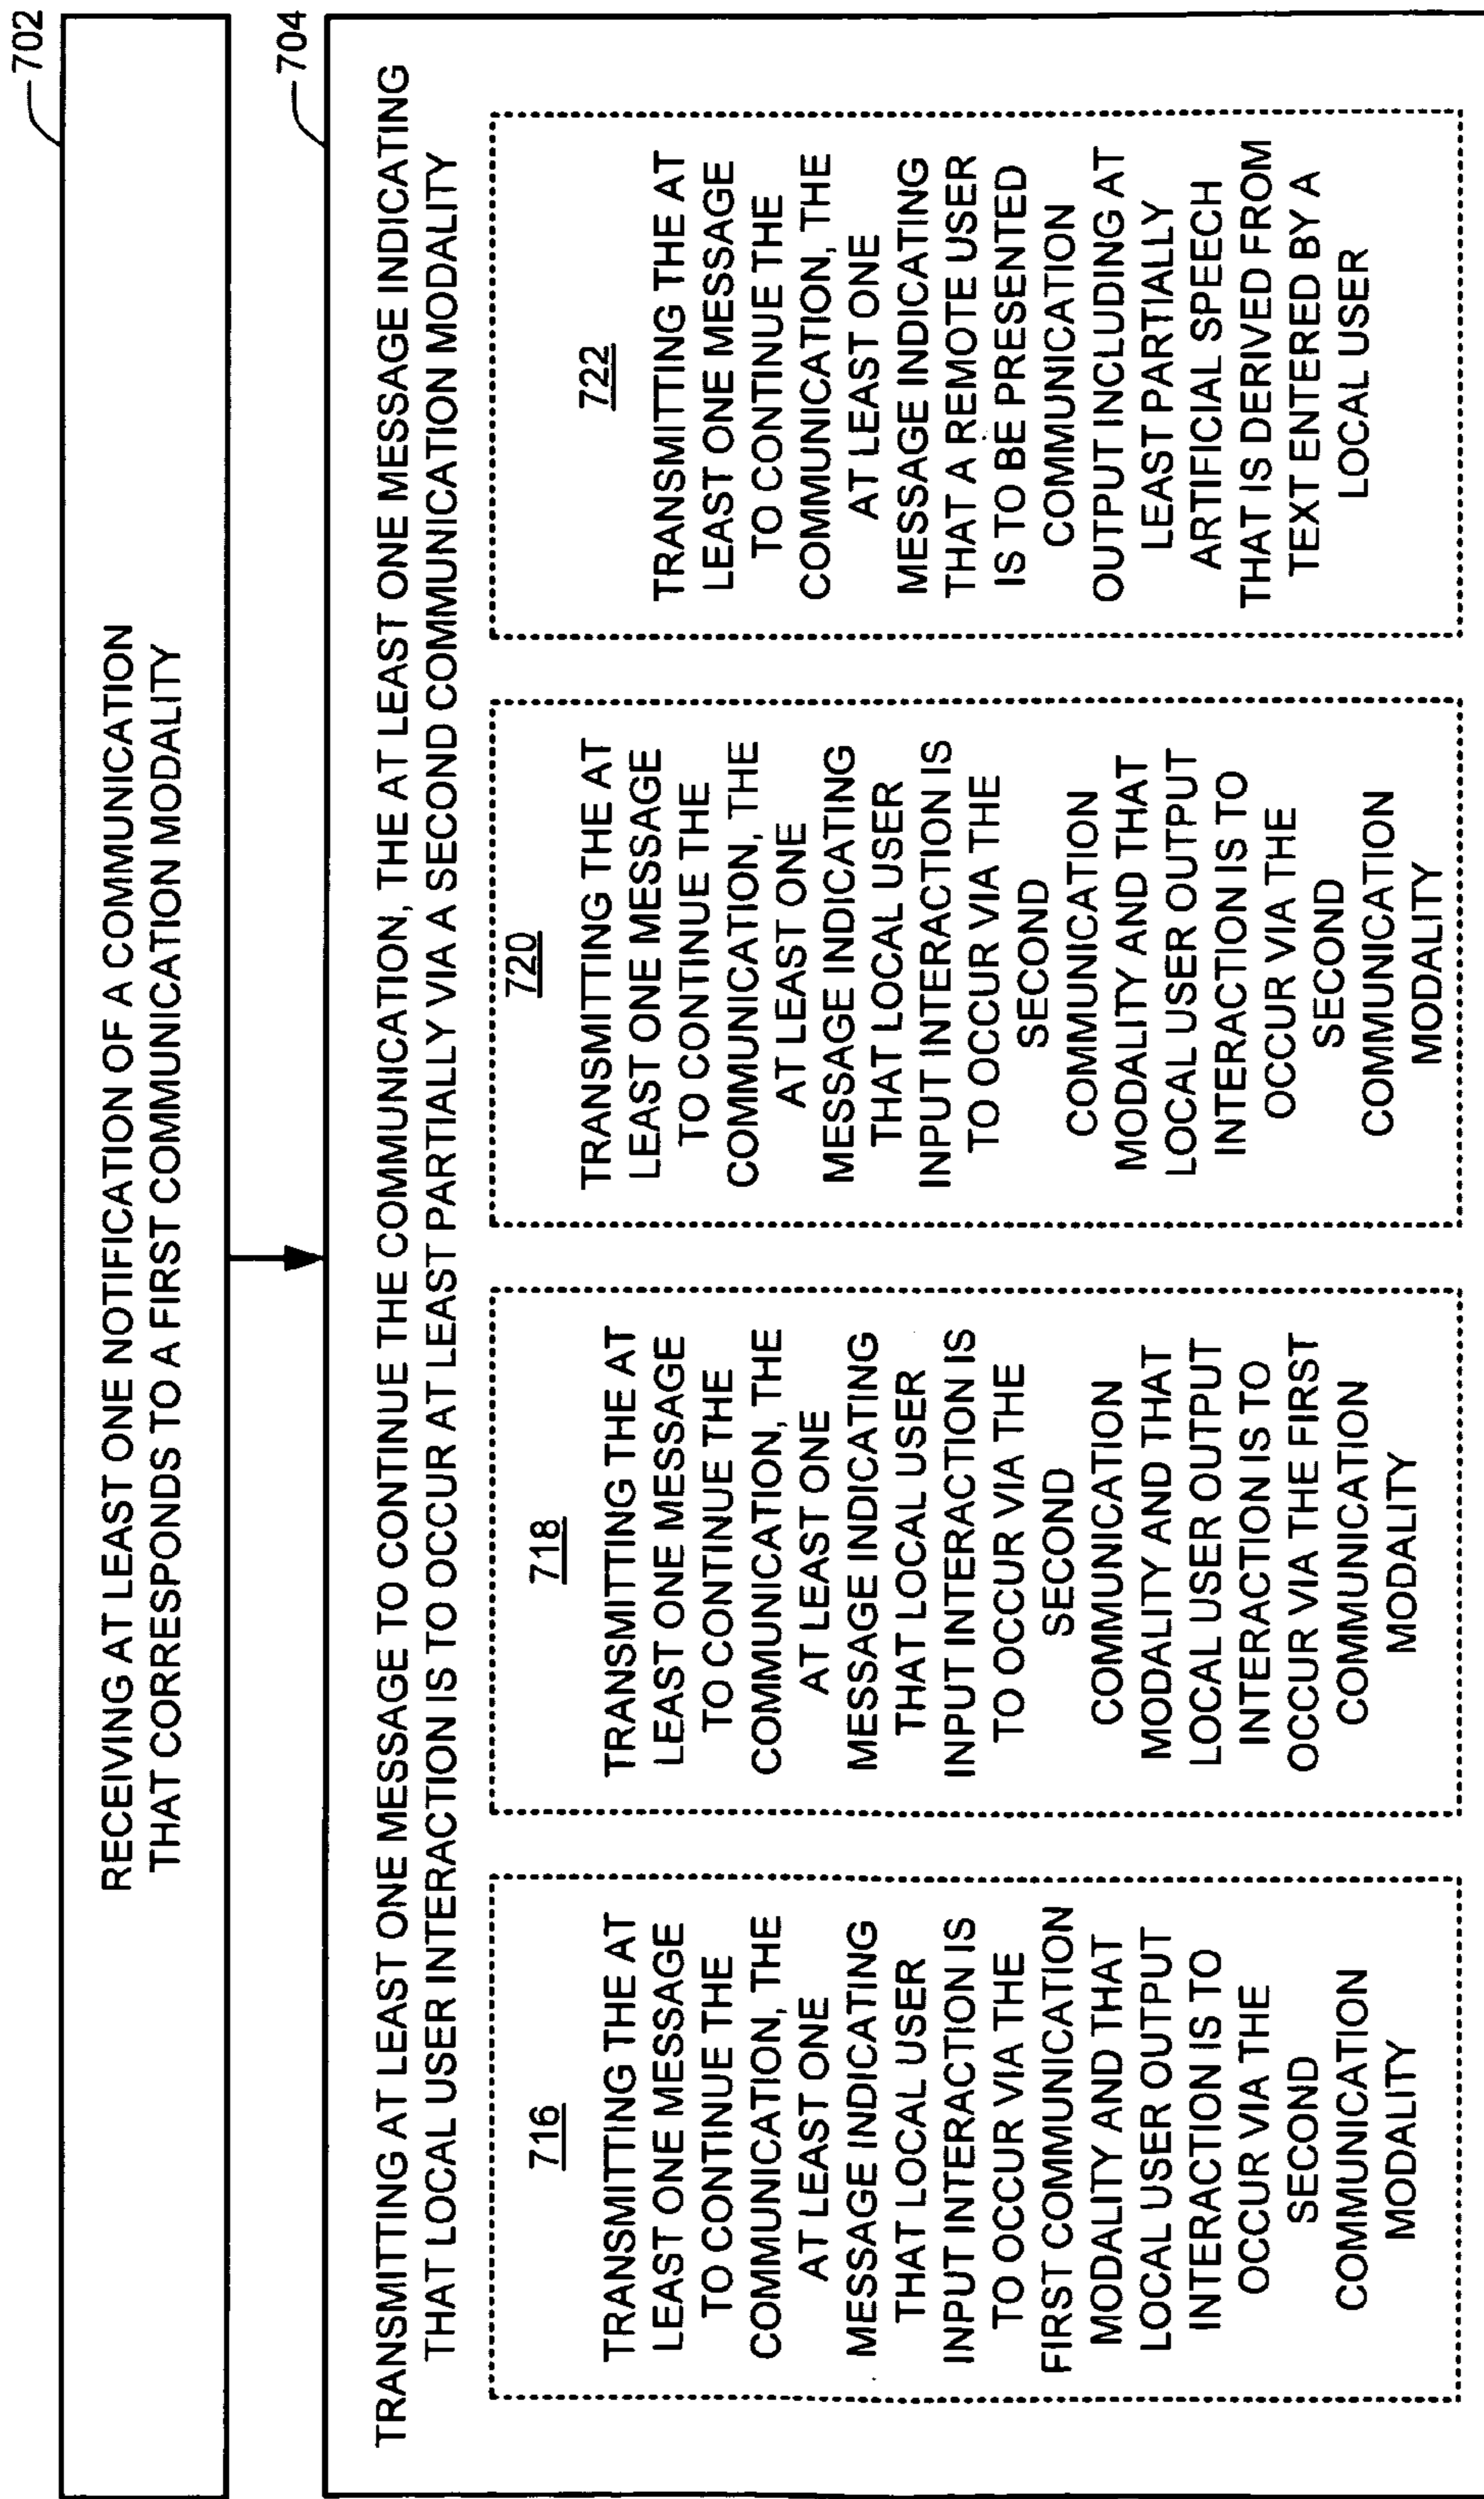 702
RECEIVING AT LEAST ONE NOTIFICATION OF A COMMUNICATION
THAT CORRESPONDS TO A FIRST COMMUNICATION MODALITY
704
TRANSMITTING AT LEAST ONE MESSAGE TO CONTINUE THE COMMUNICATION, THE AT LEAST ONE MESSAGE INDICATING
THAT LOCAL USER INTERACTION IS TO OCCUR AT LEAST PARTIALLY VIA A SECOND COMMUNICATION MODALITY
716
TRANSMITTING THE AT
LEAST ONE MESSAGE
TO CONTINUE THE
COMMUNICATION, THE
AT LEAST ONE
MESSAGE INDICATING
THAT LOCAL USER
INPUT INTERACTION IS
TO OCCUR VIA THE
FIRST COMMUNICATION
MODALITY AND THAT
LOCAL USER OUTPUT
INTERACTION IS TO
OCCUR VIA THE
SECOND
COMMUNICATION
MODALITY
718
TRANSMITTING THE AT
LEAST ONE MESSAGE
TO CONTINUE THE
COMMUNICATION, THE
AT LEAST ONE
MESSAGE INDICATING
THAT LOCAL USER
INPUT INTERACTION IS
TO OCCUR VIA THE
SECOND
COMMUNICATION
MODALITY AND THAT
LOCAL USER OUTPUT
INTERACTION IS TO
OCCUR VIA THE FIRST
COMMUNICATION
MODALITY
720
TRANSMITTING THE AT
LEAST ONE MESSAGE
TO CONTINUE THE
COMMUNICATION, THE
AT LEAST ONE
MESSAGE INDICATING
THAT LOCAL USER
INPUT INTERACTION IS
TO OCCUR VIA THE
SECOND
COMMUNICATION
MODALITY AND THAT
LOCAL USER OUTPUT
INTERACTION IS TO
OCCUR VIA THE
SECOND
COMMUNICATION
MODALITY
722
TRANSMITTING THE AT
LEAST ONE MESSAGE
TO CONTINUE THE
COMMUNICATION, THE
AT LEAST ONE
MESSAGE INDICATING
THAT A REMOTE USER
IS TO BE PRESENTED
COMMUNICATION
OUTPUT INCLUDING AT
LEAST PARTIALLY
ARTIFICIAL SPEECH
THAT IS DERIVED FROM
TEXT ENTERED BY A
LOCAL USER